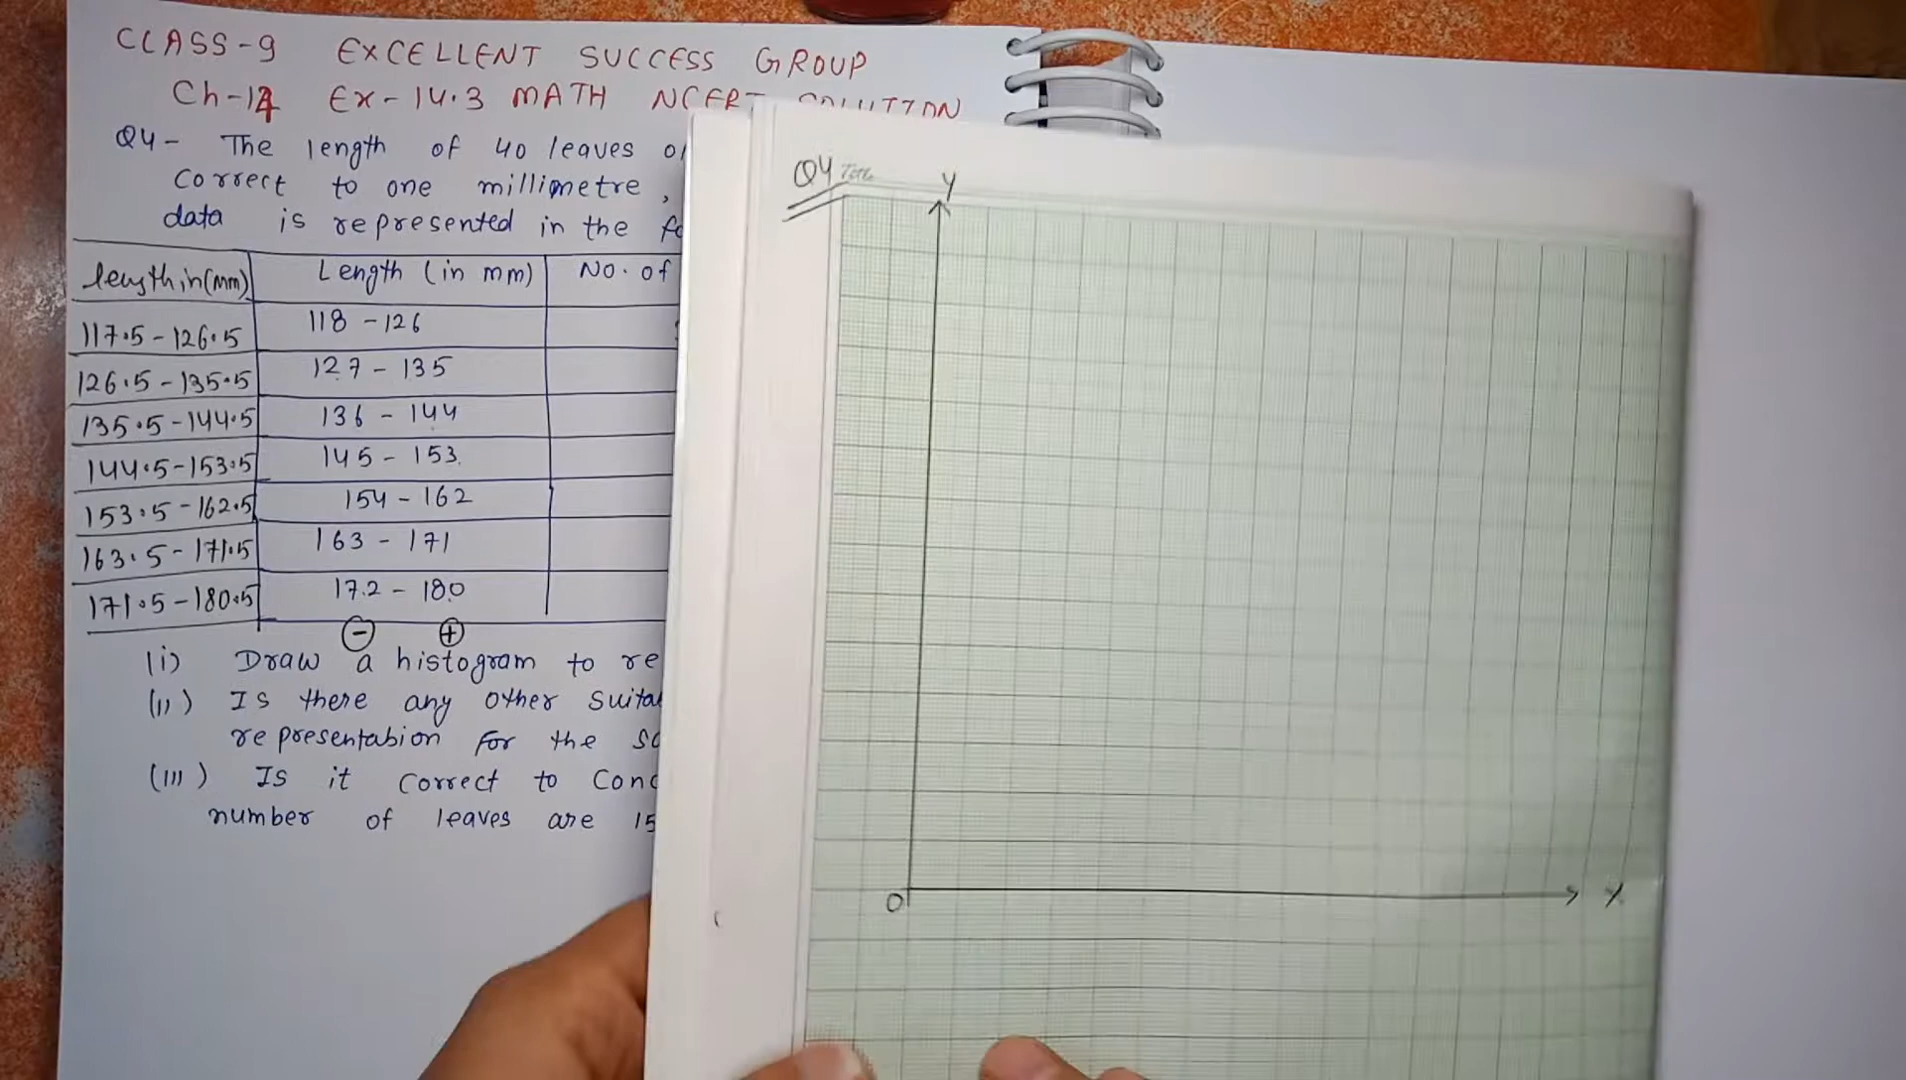 CLASS-9 EXCELLENT SUCCESS GROUP
Ch-14 Ex-14.3 MATH NCERT SOLUTION
Q4- The length of 40 leaves
correct to one millimetre,
data is represented in the
length in(mm) Length (in mm) No. of
117.5-126.5 118-126
126.5-135.5 127-135
135.5-144.5 136-144
144.5-153.5 145-153
153.5-162.5 154-162
163.5-171.5 163-171
171.5-180.5 172-180
- +
(i) Draw a histogram to re
(ii) Is there any other suita
representation for the
(iii) Is it correct to conc
number of leaves are 15
Q4
Y
O X